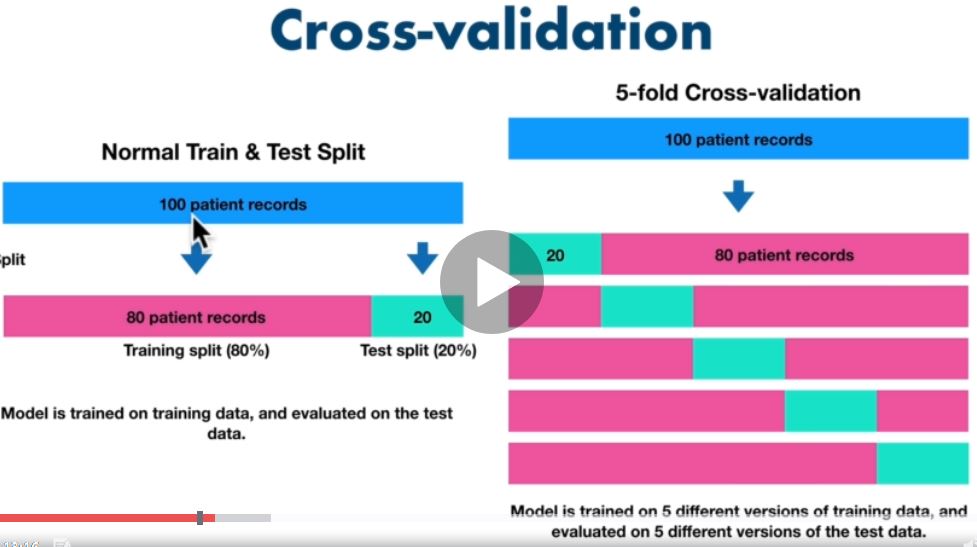 Cross-validation
Normal Train & Test Split
100 patient records
80 patient records
20
Training split (80%)
Test split (20%)
Model is trained on training data, and evaluated on the test
data.
5-fold Cross-validation
100 patient records
20
80 patient records
Model is trained on 5 different versions of training data, and
evaluated on 5 different versions of the test data.